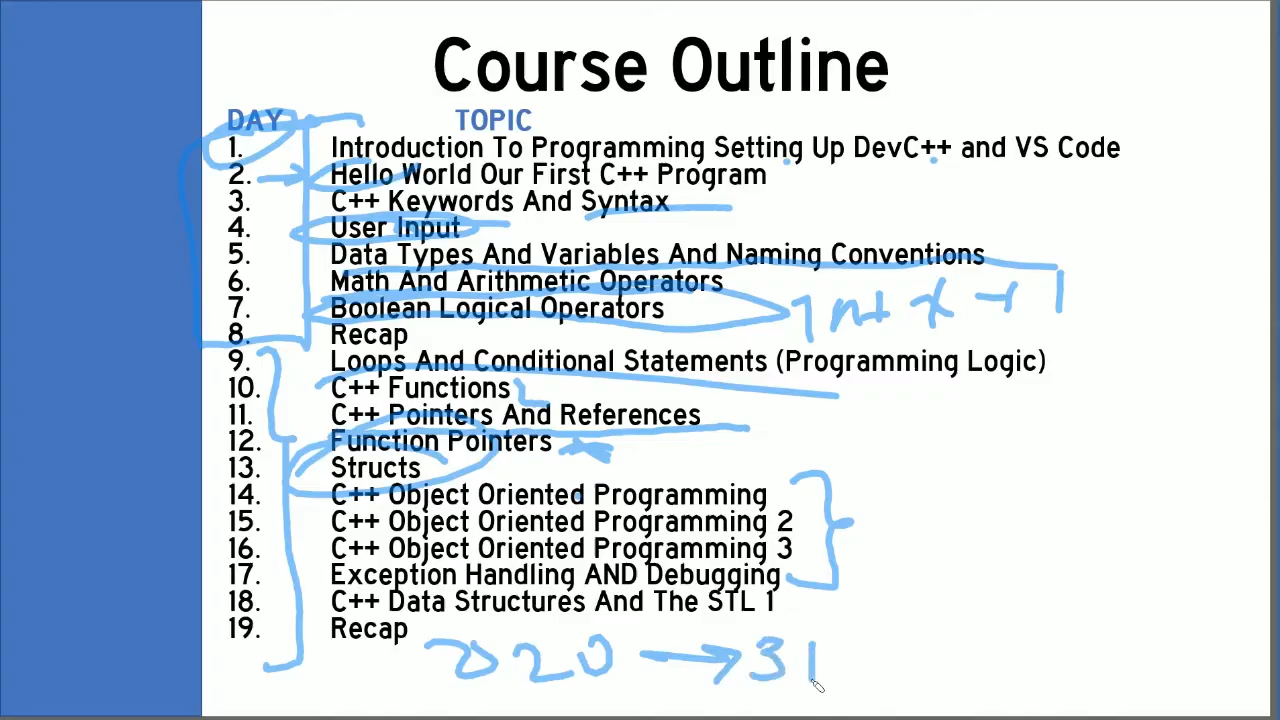 Course Outline
DAY TOPIC
1. Introduction To Programming Setting Up DevC++ and VS Code
2. Hello World Our First C++ Program
3. C++ Keywords And Syntax
4. User Input
5. Data Types And Variables And Naming Conventions
6. Math And Arithmetic Operators
7. Boolean Logical Operators
int x
8. Recap
9. Loops And Conditional Statements (Programming Logic)
10. C++ Functions
11. C++ Pointers And References
12. Function Pointers
13. Structs
14. C++ Object Oriented Programming
15. C++ Object Oriented Programming 2
16. C++ Object Oriented Programming 3
17. Exception Handling AND Debugging
18. C++ Data Structures And The STL 1
19. Recap
20 → 31